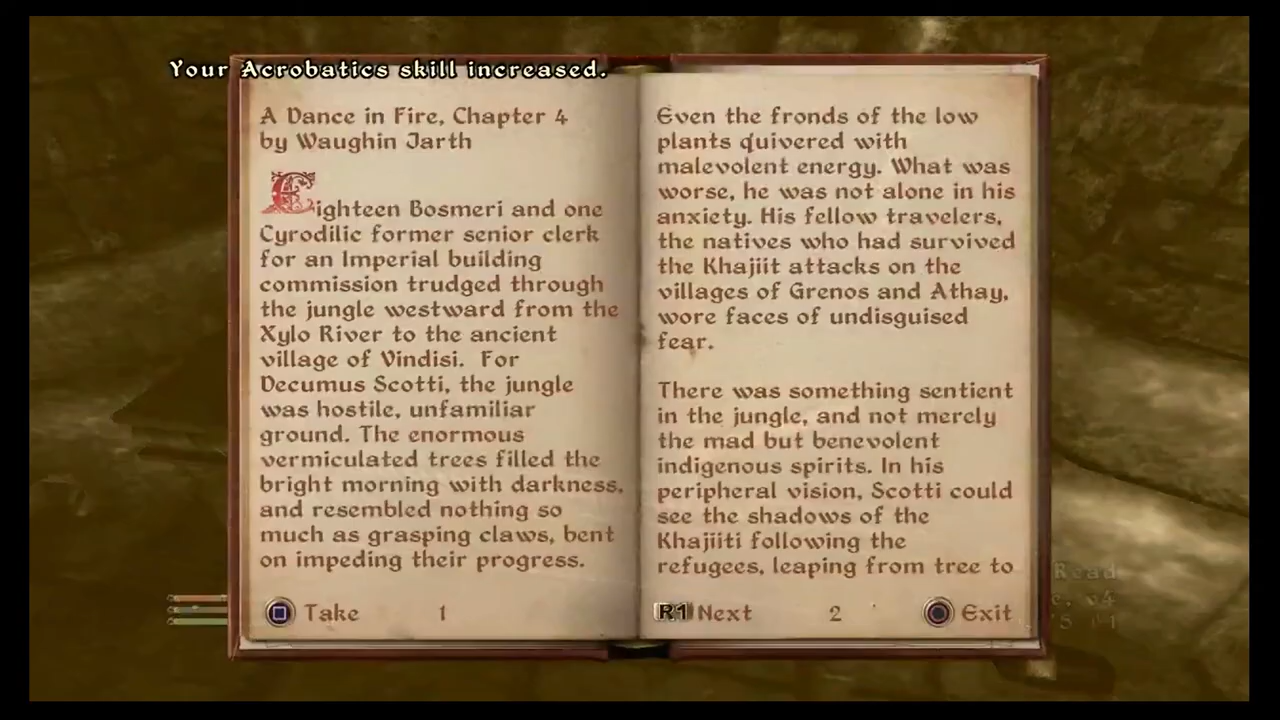 Your Acrobatics skill increased.
A Dance in Fire, Chapter 4
by Waughin Jarth
Eighteen Bosmeri and one
Cyrodilic former senior clerk
for an Imperial building
commission trudged through
the jungle westward from the
Xylo River to the ancient
village of Vindisi. For
Decumus Scotti, the jungle
was hostile, unfamiliar
ground. The enormous
vermiculated trees filled the
bright morning with darkness,
and resembled nothing so
much as grasping claws, bent
on impeding their progress.
Even the fronds of the low
plants quivered with
malevolent energy. What was
worse, he was not alone in his
anxiety. His fellow travelers,
the natives who had survived
the Khajiit attacks on the
villages of Grenos and Athay,
wore faces of undisguised
fear.
There was something sentient
in the jungle, and not merely
the mad but benevolent
indigenous spirits. In his
peripheral vision, Scotti could
see the shadows of the
Khajiiti following the
refugees, leaping from tree to
Take
1
R1 Next
2
Exit
Read